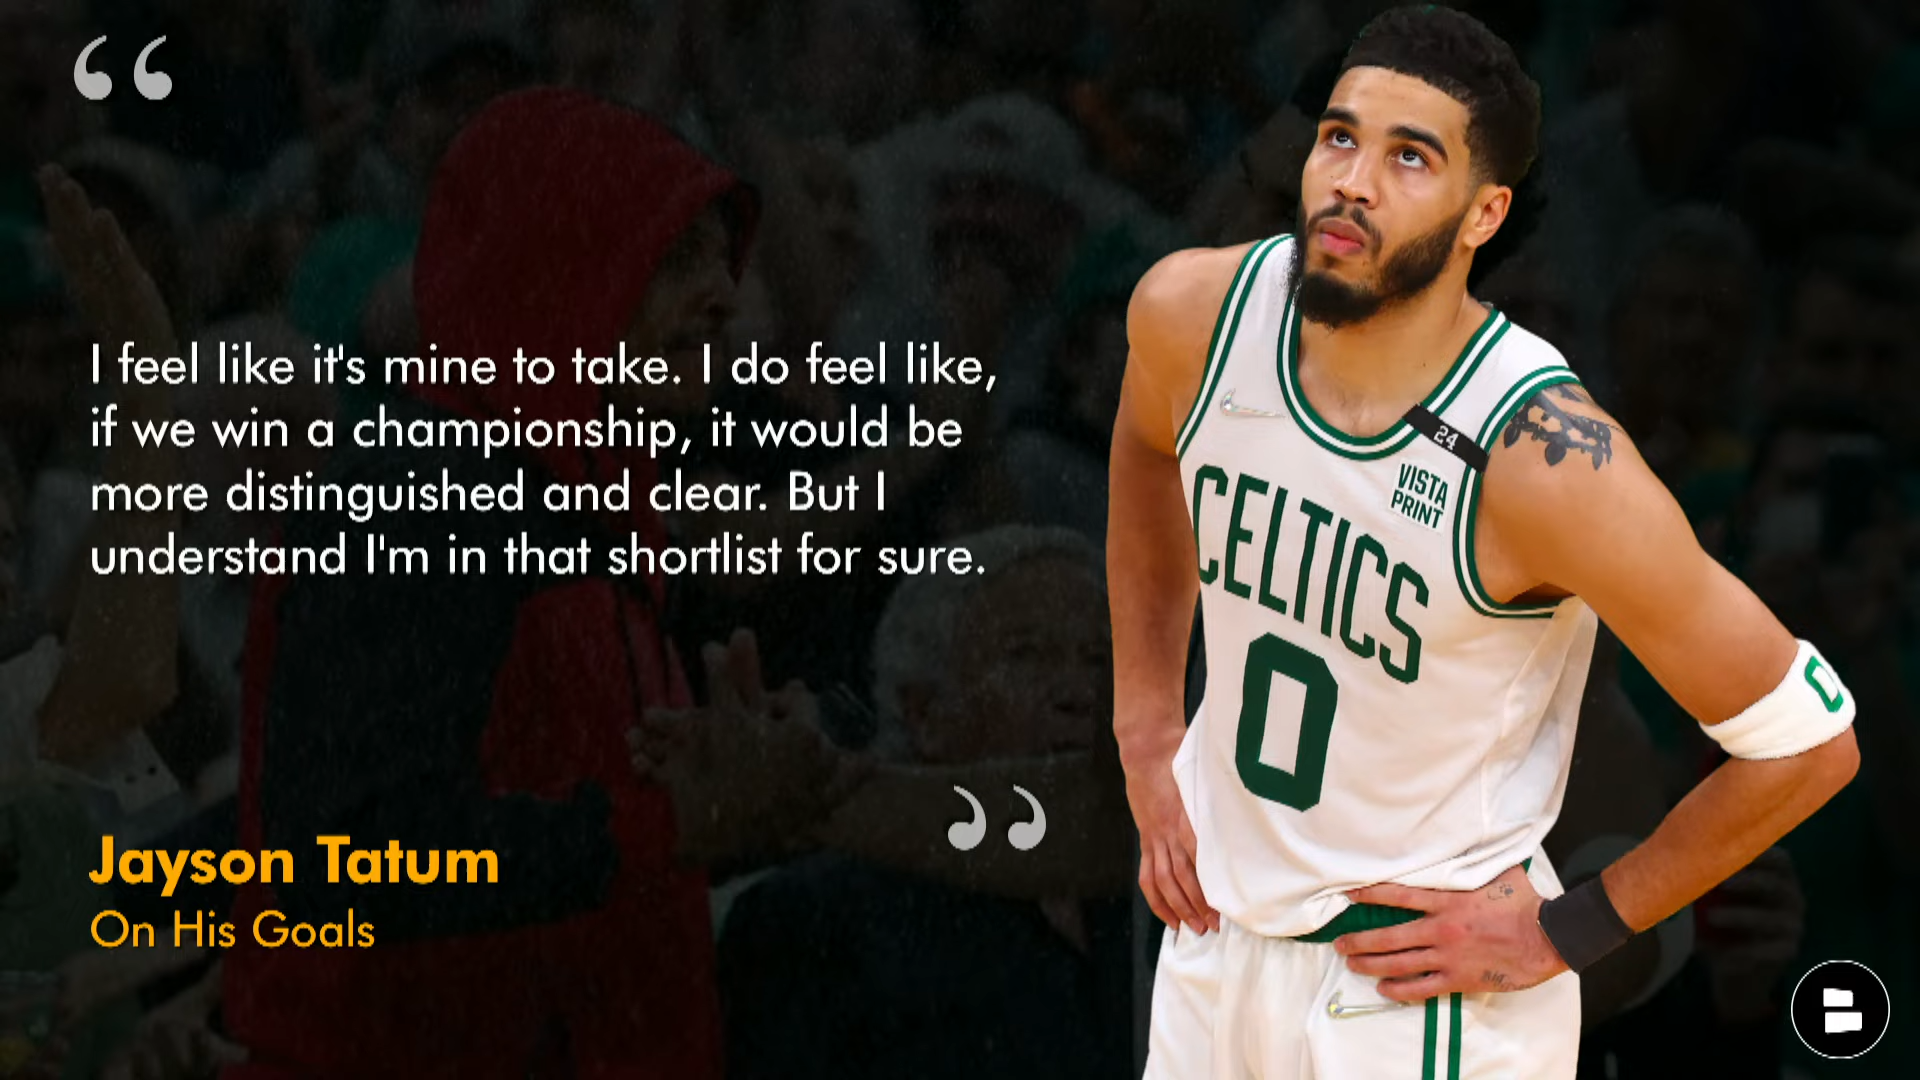 “
I feel like it's mine to take. I do feel like,
if we win a championship, it would be
more distinguished and clear. But I
understand I'm in that shortlist for sure.
”
Jayson Tatum
On His Goals
24
VISTA
PRINT
CELTICS
0
0